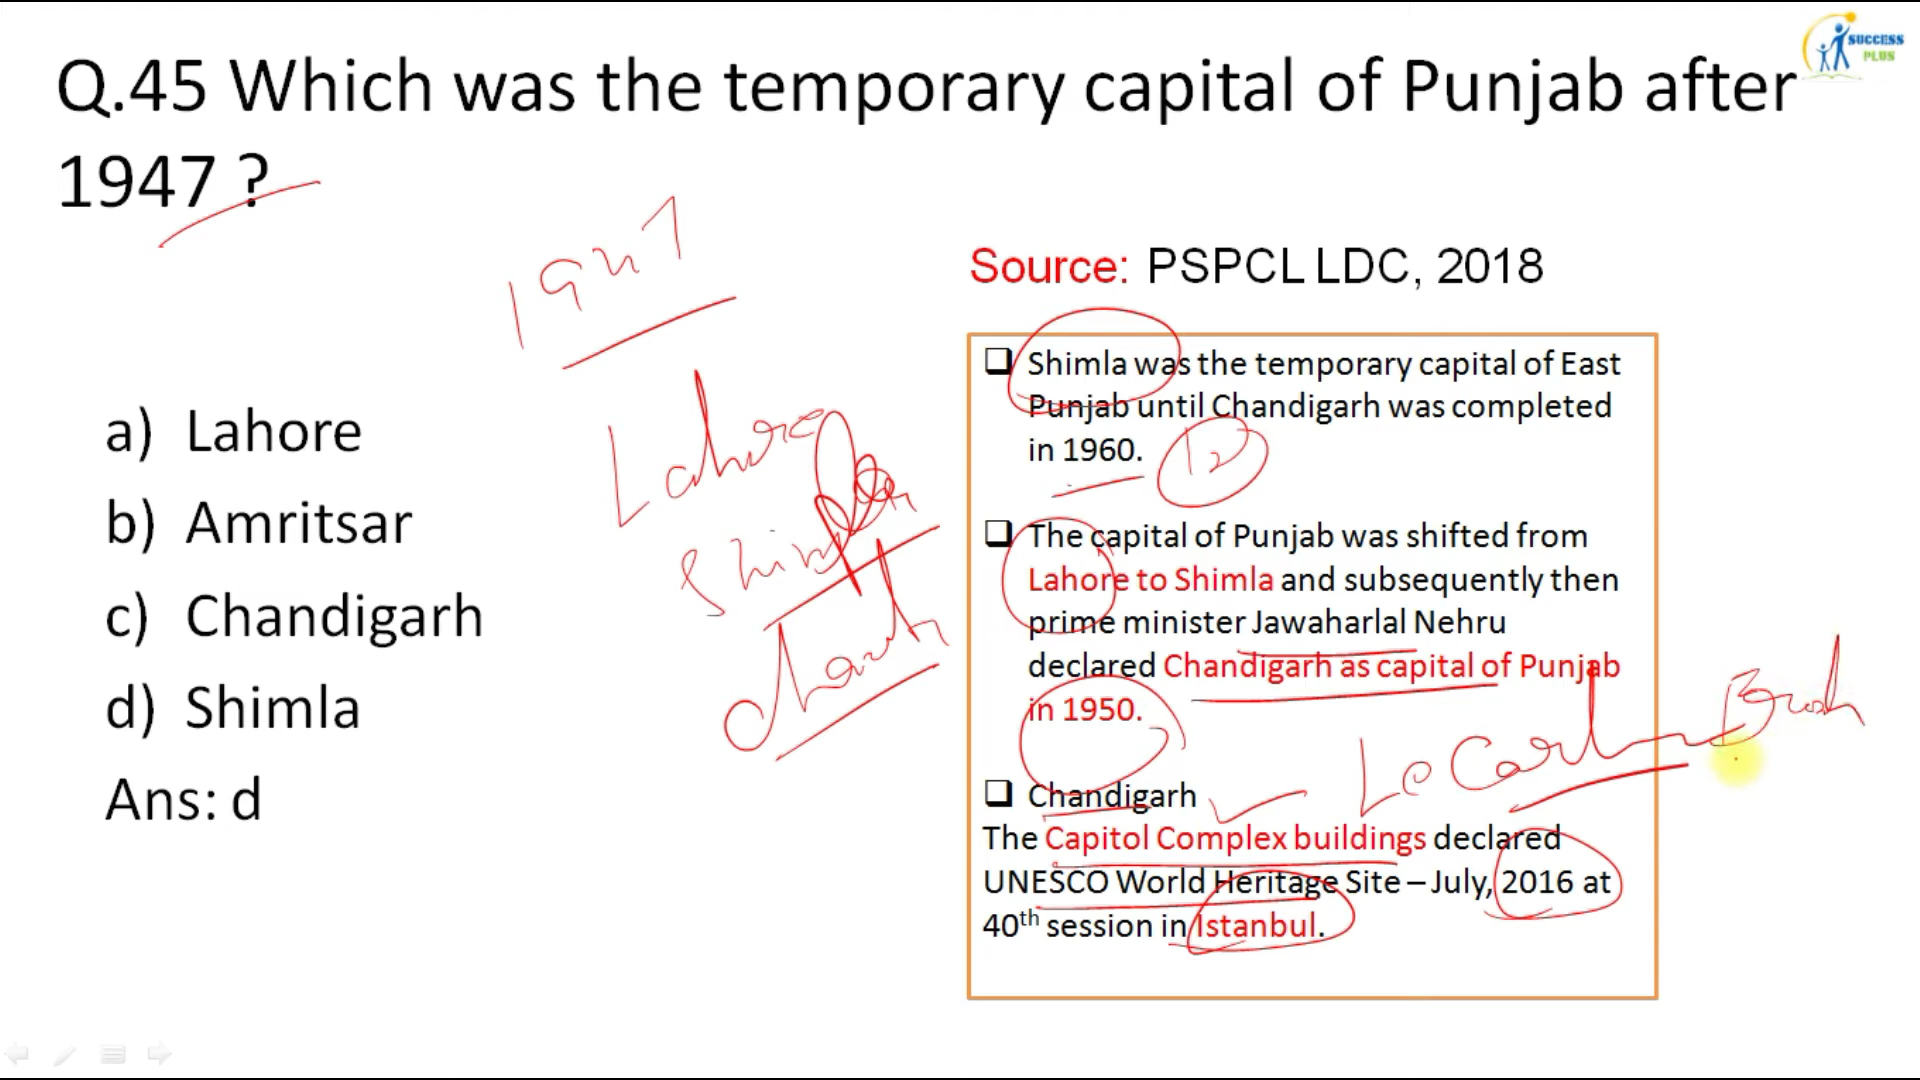 SUCCESS
PLUS
Q.45 Which was the temporary capital of Punjab after
1947 ?
1947
Lahore
Shimla
Source: PSPCL LDC, 2018
a) Lahore
b) Amritsar
c) Chandigarh
d) Shimla
Ans: d
Shimla was the temporary capital of East
Punjab until Chandigarh was completed
in 1960.
The capital of Punjab was shifted from
Lahore to Shimla and subsequently then
prime minister Jawaharlal Nehru
declared Chandigarh as capital of Punjab
in 1950.
Chandigarh
The Capitol Complex buildings declared
UNESCO World Heritage Site – July, 2016 at
40th session in Istanbul.